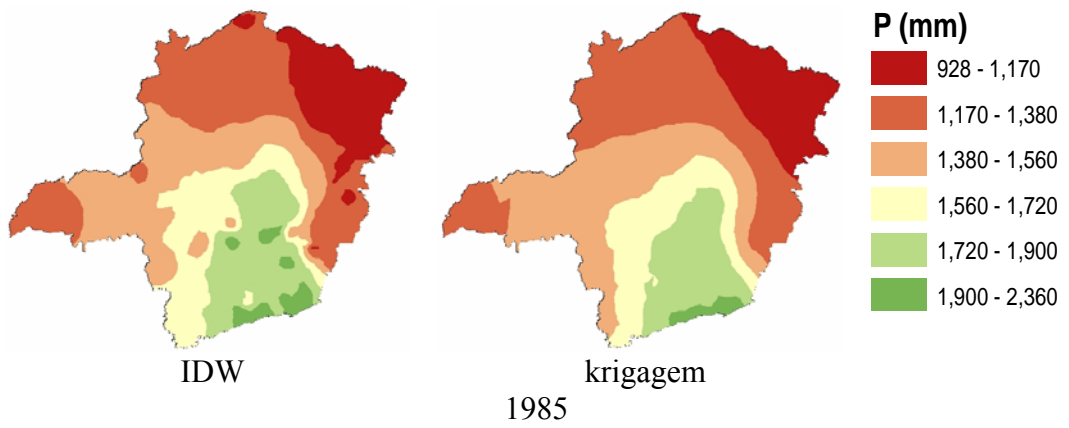 P (mm)
928 - 1,170
1,170 - 1,380
1,380 - 1,560
1,560 - 1,720
1,720 - 1,900
1,900 - 2,360
IDW
krigagem
1985